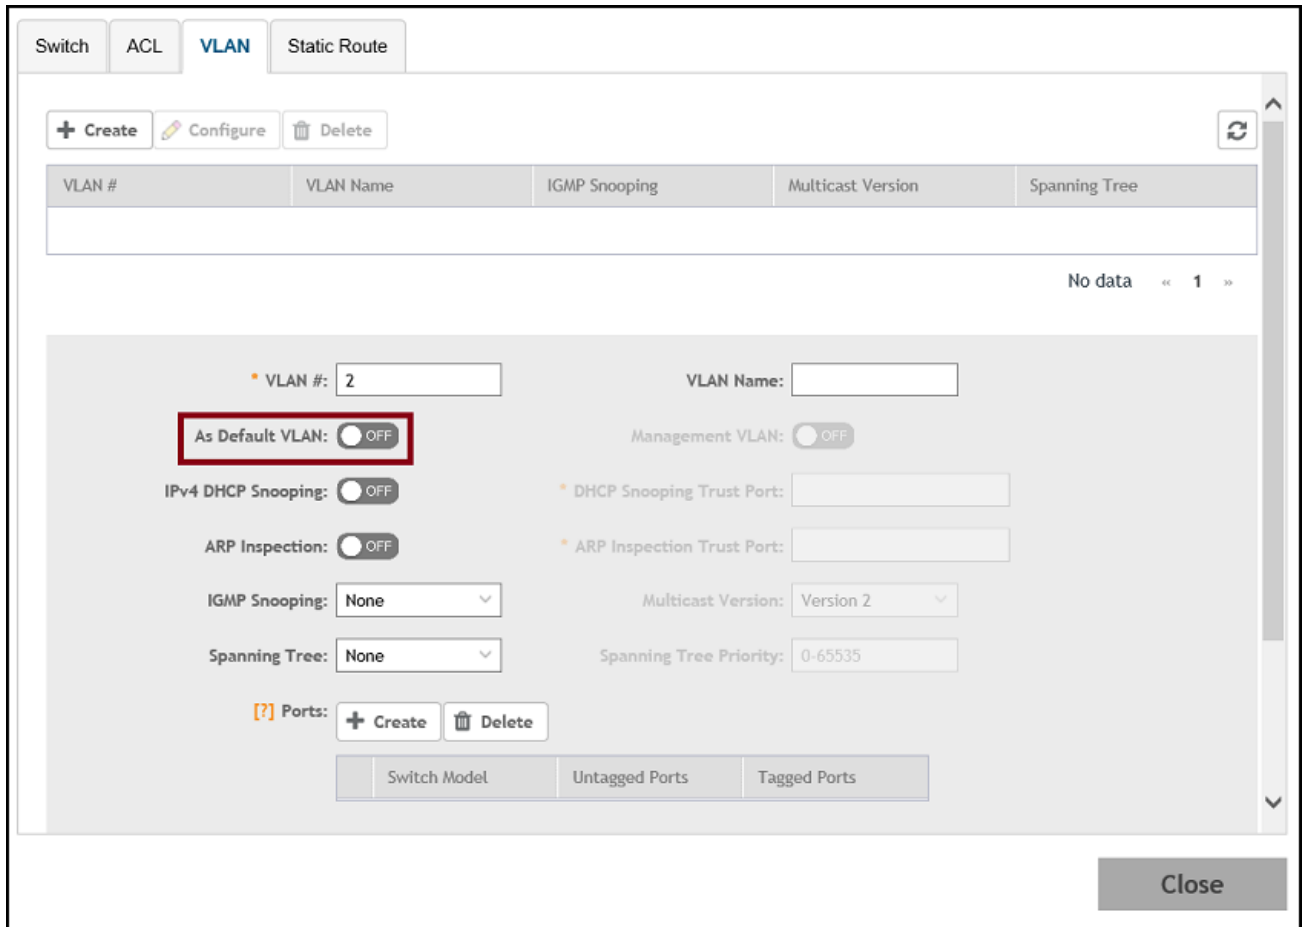 Switch ACL VLAN Static Route
Create Configure Delete
VLAN # VLAN Name IGMP Snooping Multicast Version Spanning Tree
No data « 1 »
* VLAN #: 2 VLAN Name:
As Default VLAN: OFF Management VLAN: OFF
IPv4 DHCP Snooping: OFF * DHCP Snooping Trust Port:
ARP Inspection: OFF * ARP Inspection Trust Port:
IGMP Snooping: None Multicast Version: Version 2
Spanning Tree: None Spanning Tree Priority: 0-65535
[?] Ports: Create Delete
Switch Model Untagged Ports Tagged Ports
Close